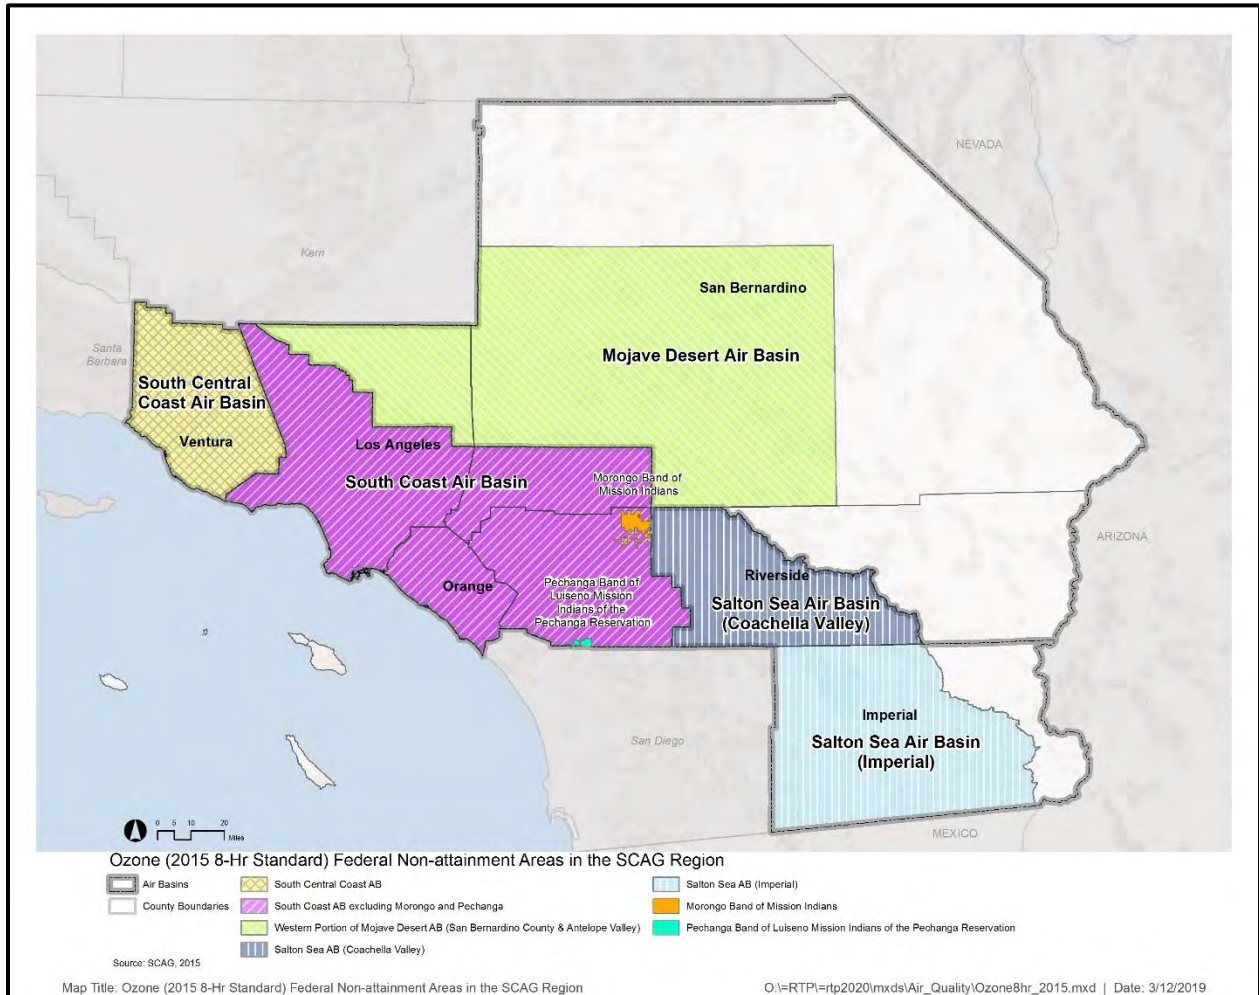 NEVADA
Kern
San Bernardino
Mojave Desert Air Basin
Santa
Barbara
South Central
Coast Air Basin
Ventura
Los Angeles
South Coast Air Basin
Morongo Band of
Mission Indians
ARIZONA
Orange
Pechanga Band of
Luiseno Mission
Indians of the
Pechanga Reservation
Riverside
Salton Sea Air Basin
(Coachella Valley)
San Diego
Imperial
Salton Sea Air Basin
(Imperial)
MEXICO
0 5 10 20
Miles
Ozone (2015 8-Hr Standard) Federal Non-attainment Areas in the SCAG Region
Air Basins
County Boundaries
South Central Coast AB
South Coast AB excluding Morongo and Pechanga
Western Portion of Mojave Desert AB (San Bernardino County & Antelope Valley)
Salton Sea AB (Coachella Valley)
Salton Sea AB (Imperial)
Morongo Band of Mission Indians
Pechanga Band of Luiseno Mission Indians of the Pechanga Reservation
Source: SCAG, 2015
Map Title: Ozone (2015 8-Hr Standard) Federal Non-attainment Areas in the SCAG Region
O:\=RTP\=rtp2020\mxds\Air_Quality\Ozone8hr_2015.mxd | Date: 3/12/2019